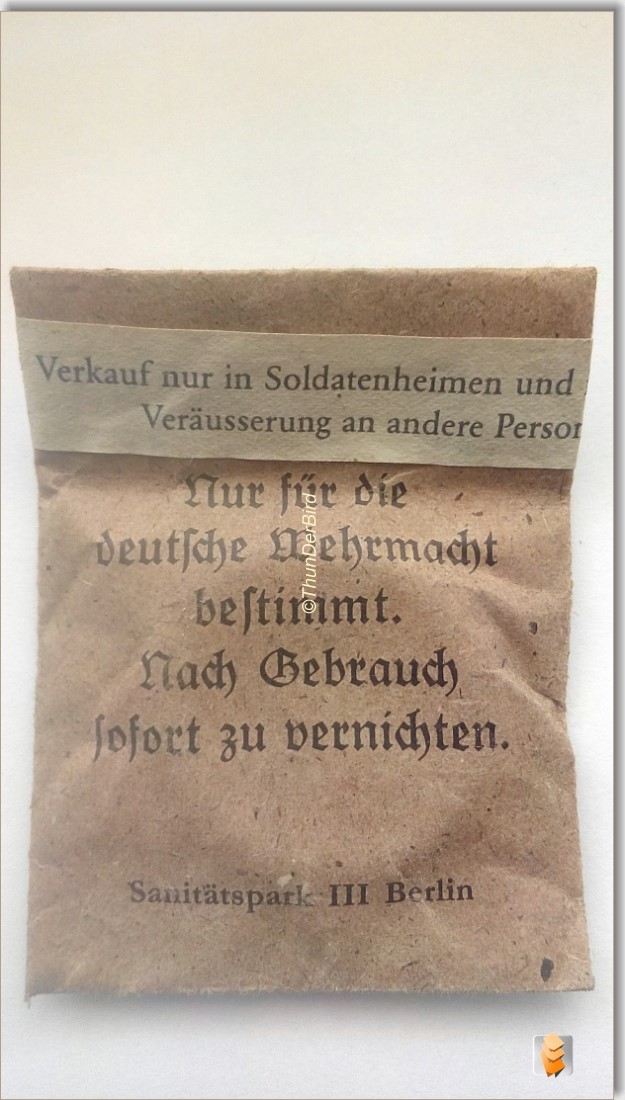 Verkauf nur in Soldatenheimen und
Veräusserung an andere Person
Nur für die
deutsche Wehrmacht
bestimmt.
Nach Gebrauch
sofort zu vernichten.
Sanitätspark III Berlin
©ThunDerBird